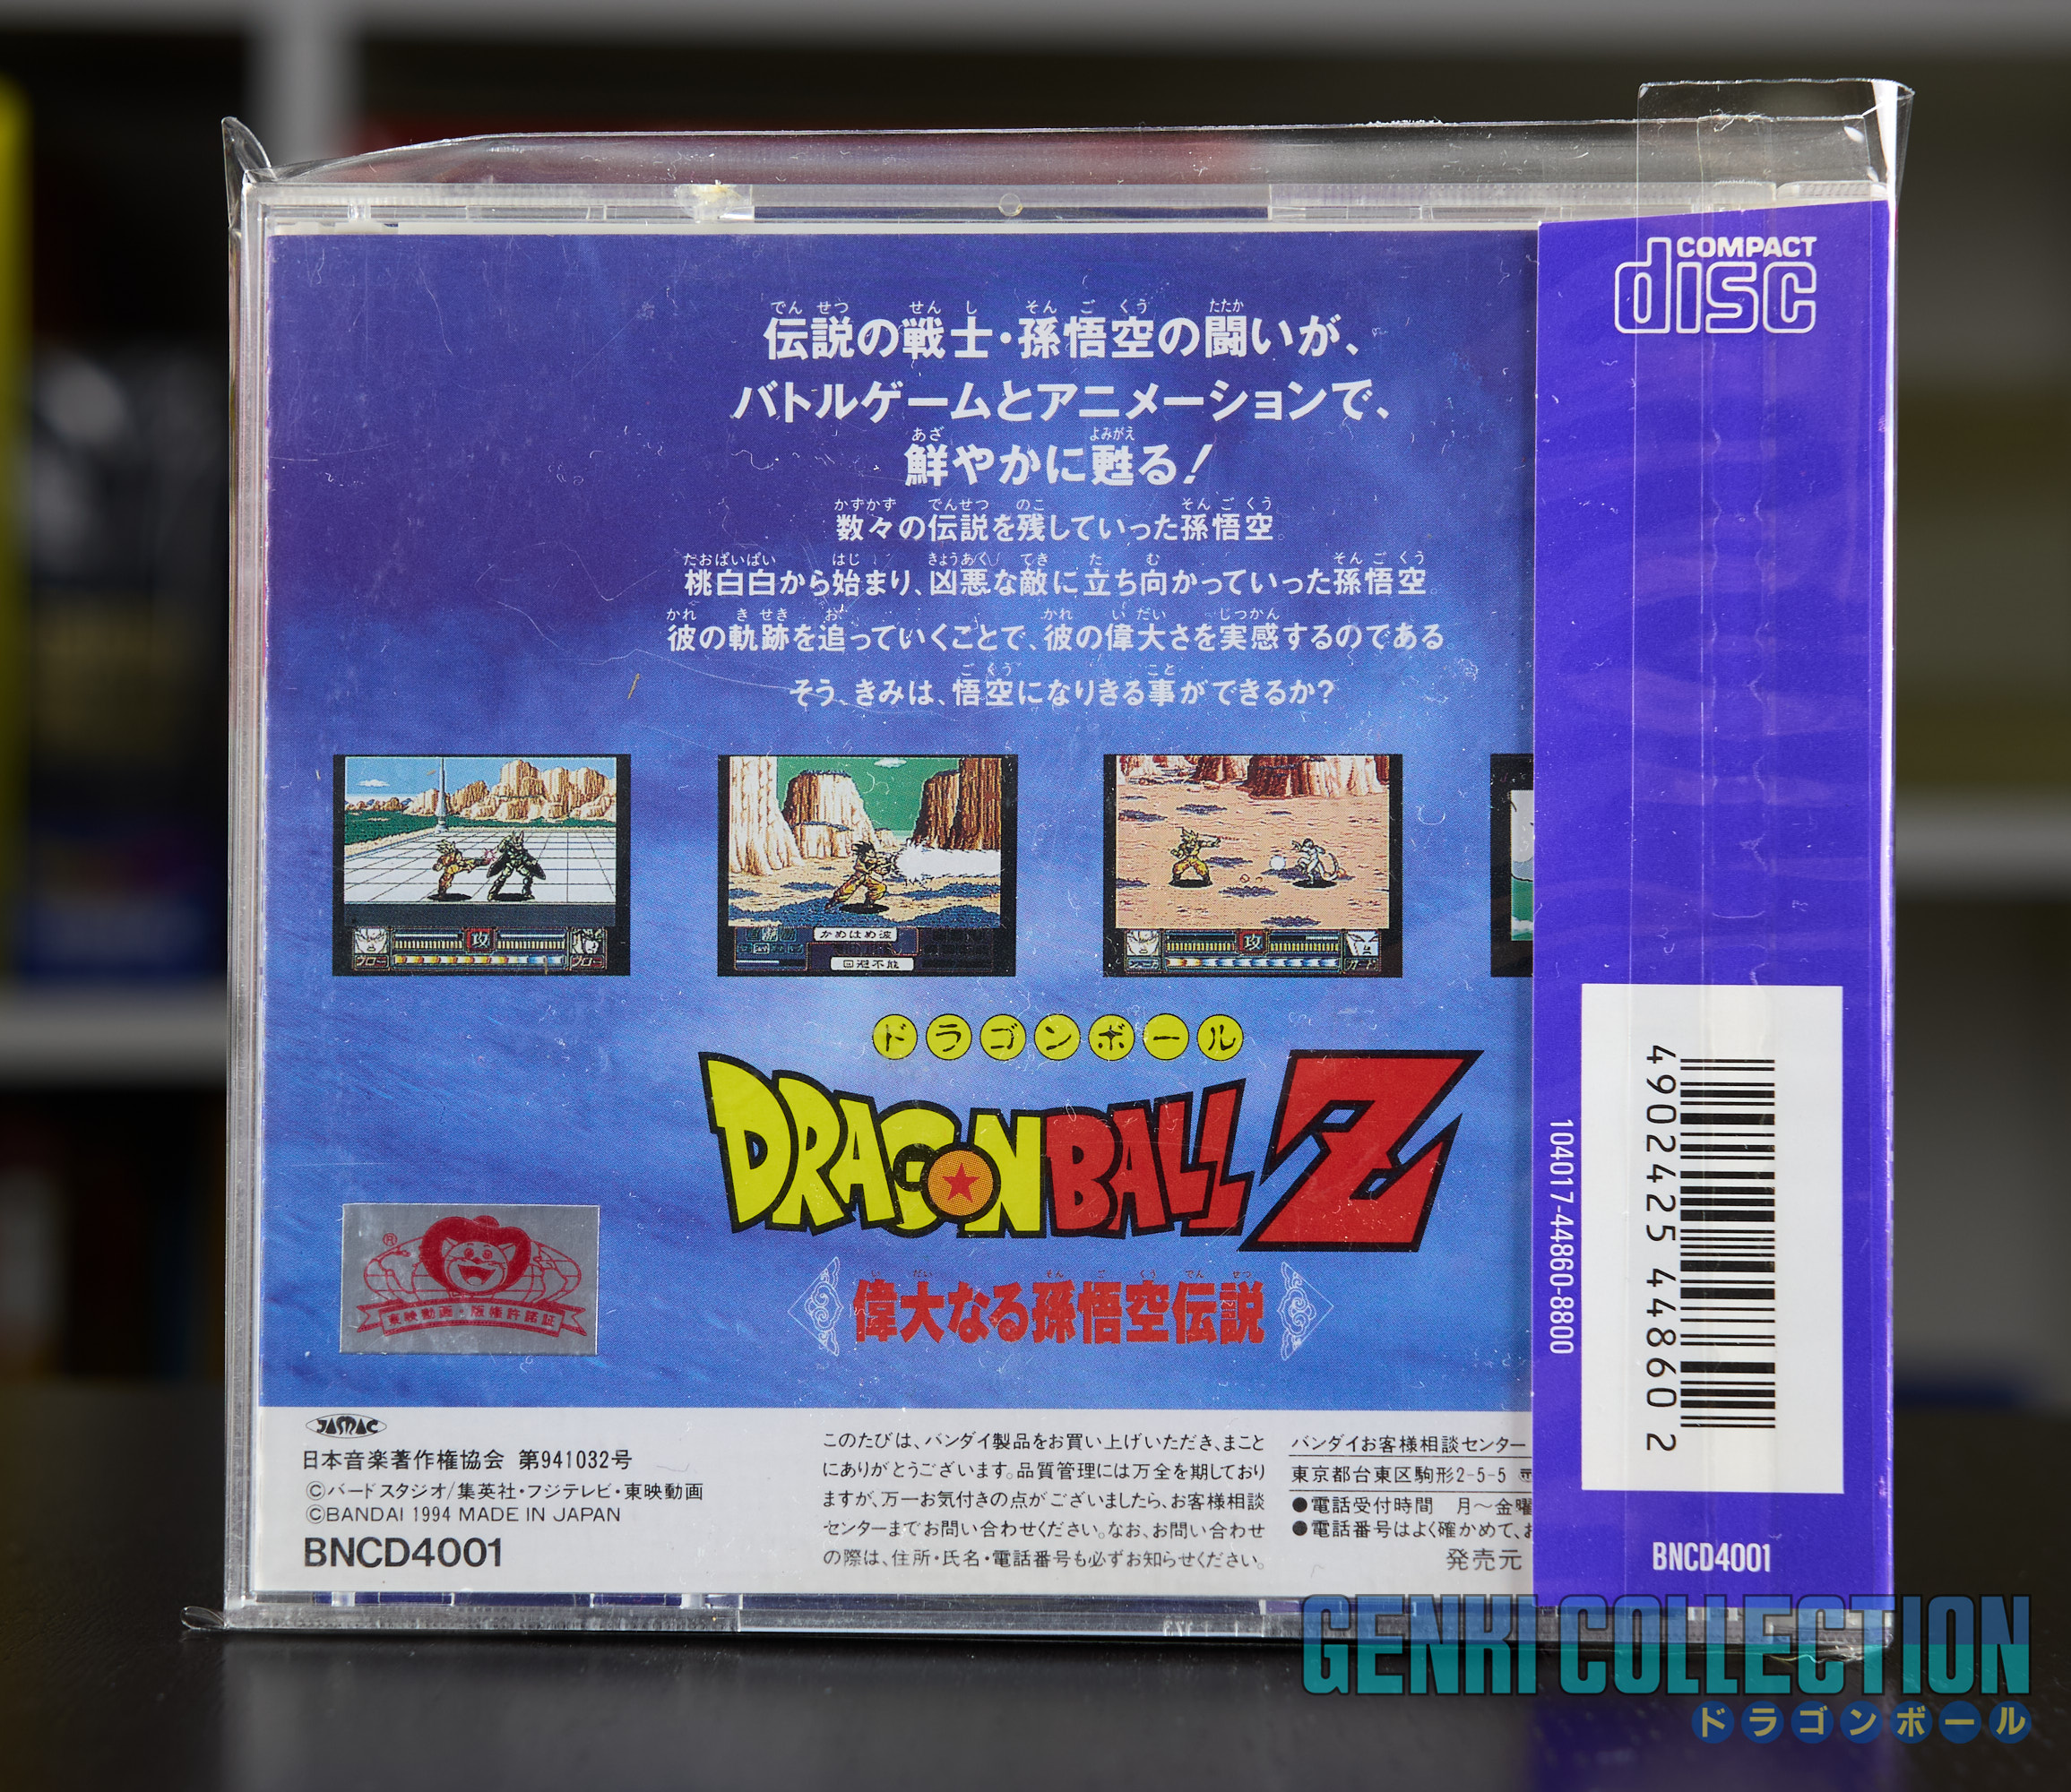 COMPACT
disc
伝説の戦士・孫悟空の闘いが、
バトルゲームとアニメーションで、
鮮やかに甦る!
数々の伝説を残していった孫悟空。
桃白白から始まり、凶悪な敵に立ち向かっていった孫悟空。
彼の軌跡を追っていくことで、彼の偉大さを実感するのである。
そう、きみは、悟空になりきる事ができるか?
攻
かめはめ波
回避不能
攻
ガード
ドラゴンボール
DRAGONBALL Z
偉大なる孫悟空伝説
®
東映動画・版権許諾証
JASRAC
日本音楽著作権協会 第941032号
©バードスタジオ/集英社・フジテレビ・東映動画
©BANDAI 1994 MADE IN JAPAN
BNCD4001
このたびは、バンダイ製品をお買い上げいただき、まこと
にありがとうございます。品質管理には万全を期しており
ますが、万一お気付きの点がございましたら、お客様相談
センターまでお問い合わせください。なお、お問い合わせ
の際は、住所・氏名・電話番号も必ずお知らせください。
バンダイお客様相談センター
東京都台東区駒形2-5-5 〒
●電話受付時間 月〜金曜
●電話番号はよく確かめて、お
発売元
104017-44860-8800
4902425448602
BNCD4001
GENKI COLLECTION
ドラゴンボール